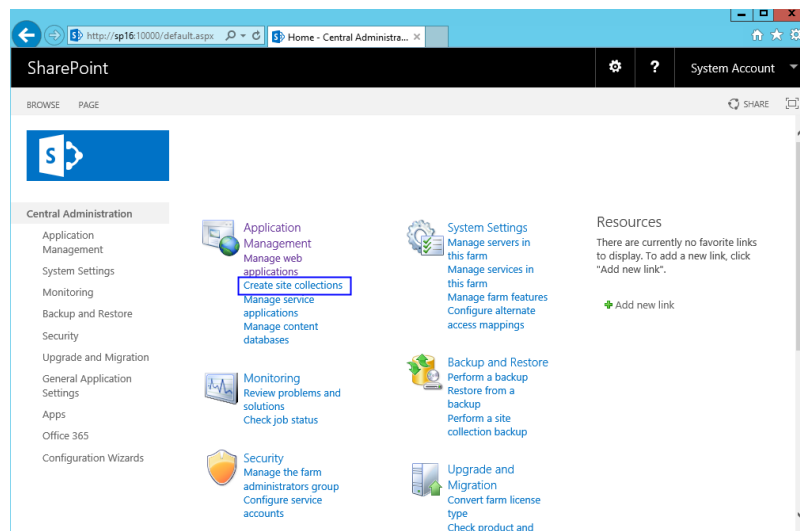 http://sp16:10000/default.aspx
Home - Central Administra...
SharePoint
?
System Account
BROWSE
PAGE
SHARE
S
Central Administration
Application
Management
System Settings
Monitoring
Backup and Restore
Security
Upgrade and Migration
General Application
Settings
Apps
Office 365
Configuration Wizards
Application
Management
Manage web
applications
Create site collections
Manage service
applications
Manage content
databases
Monitoring
Review problems and
solutions
Check job status
Security
Manage the farm
administrators group
Configure service
accounts
System Settings
Manage servers in
this farm
Manage services in
this farm
Manage farm features
Configure alternate
access mappings
Backup and Restore
Perform a backup
Restore from a
backup
Perform a site
collection backup
Upgrade and
Migration
Convert farm license
type
Check product and
Resources
There are currently no favorite links
to display. To add a new link, click
"Add new link".
Add new link